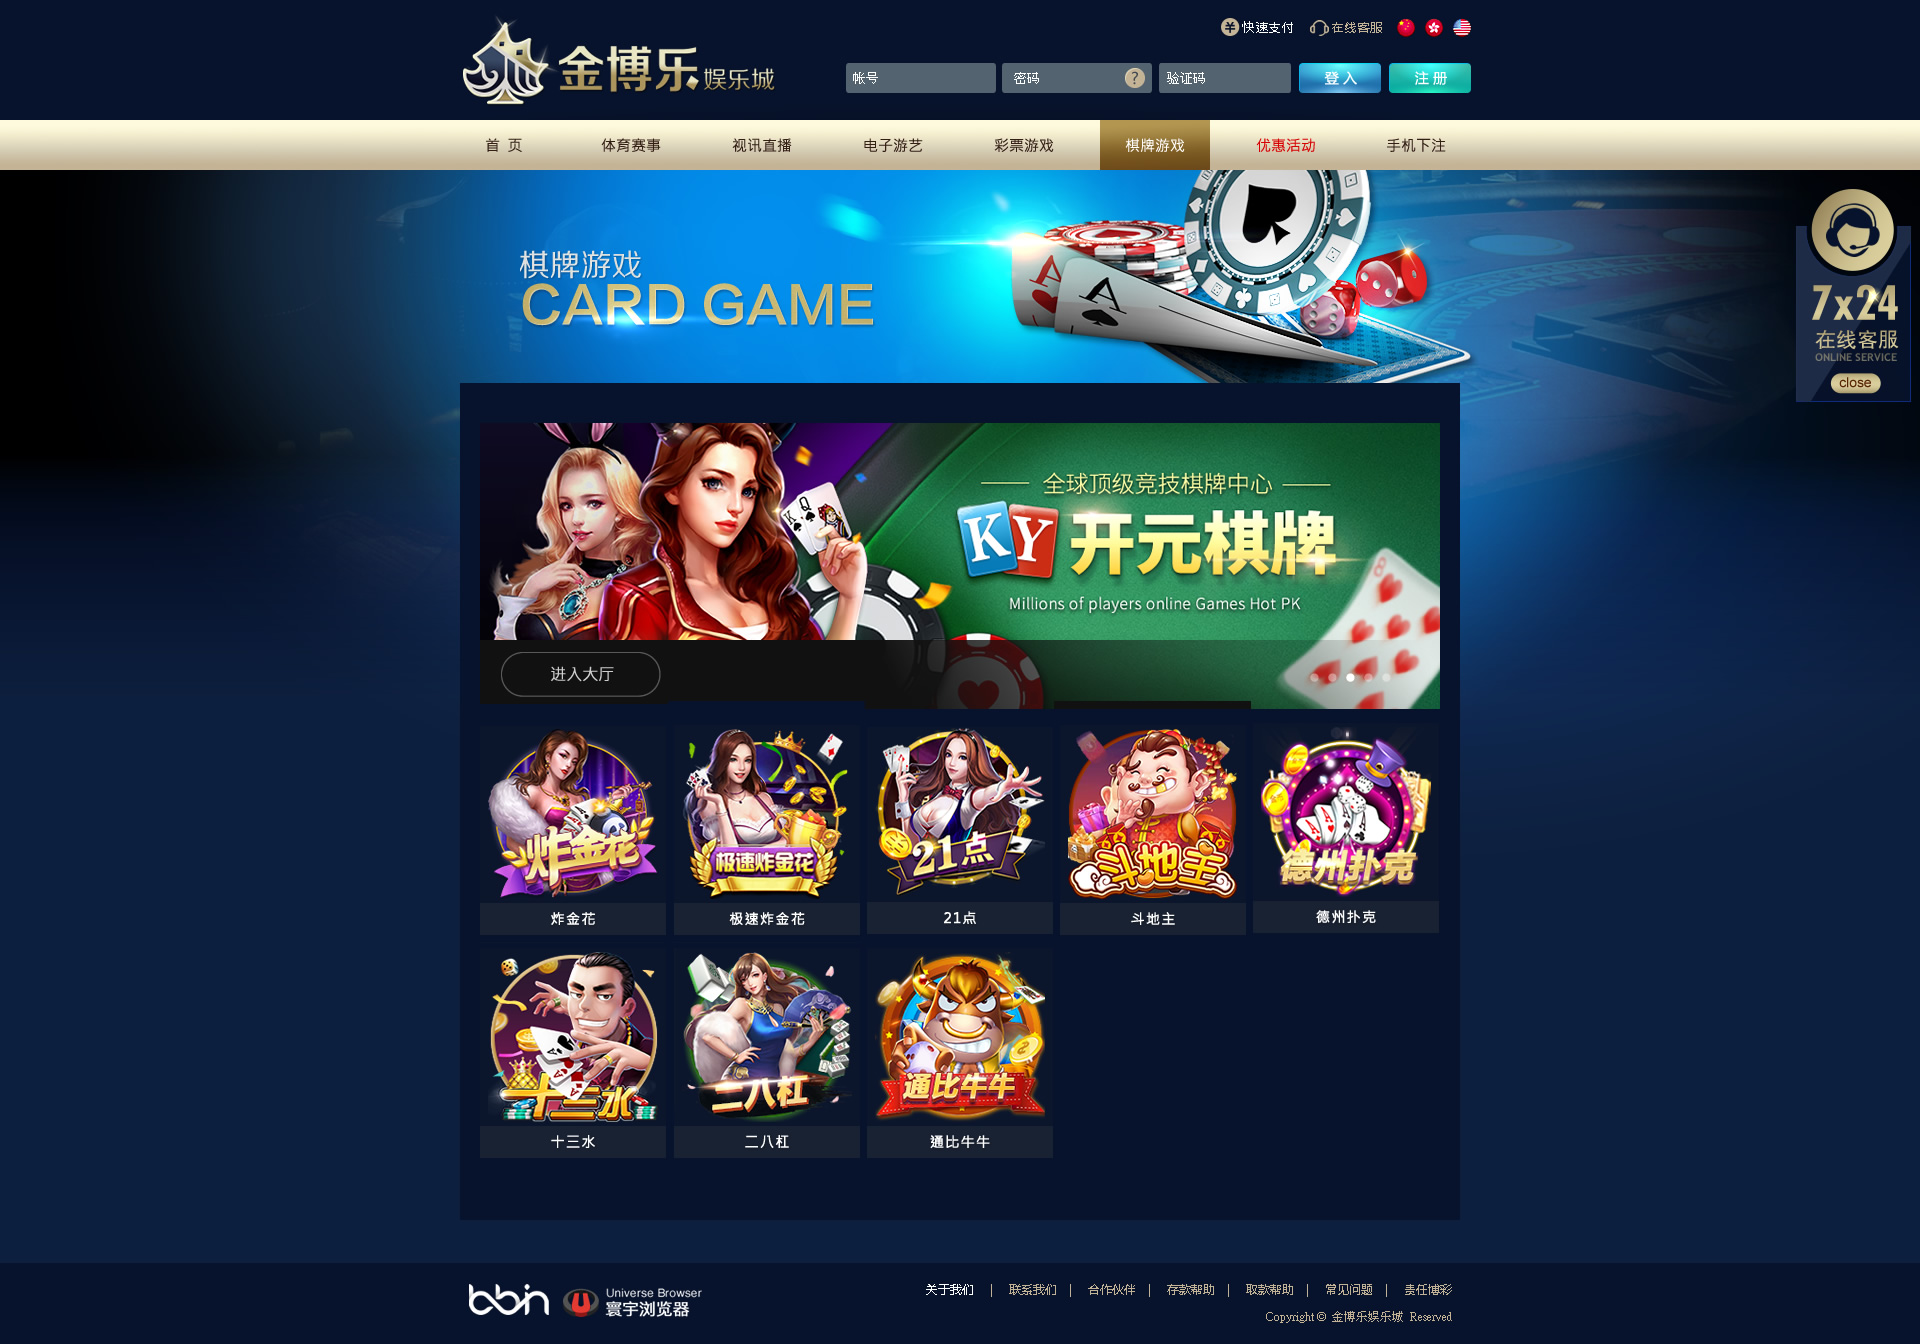 快速支付 在线客服
金博乐娱乐城
帐号 密码 ? 验证码 登入 注册
首 页 体育赛事 视讯直播 电子游艺 彩票游戏 棋牌游戏 优惠活动 手机下注
棋牌游戏
CARD GAME
7x24
在线客服
ONLINE SERVICE
close
全球顶级竞技棋牌中心
KY 开元棋牌
Millions of players online Games Hot PK
进入大厅
炸金花 极速炸金花 21点 斗地主 德州扑克
炸金花 极速炸金花 21点 斗地主 德州扑克
十三水 二八杠 通比牛牛
十三水 二八杠 通比牛牛
bbin Universe Browser
寰宇浏览器
关于我们 | 联系我们 | 合作伙伴 | 存款帮助 | 取款帮助 | 常见问题 | 责任博彩
Copyright © 金博乐娱乐城 Reserved